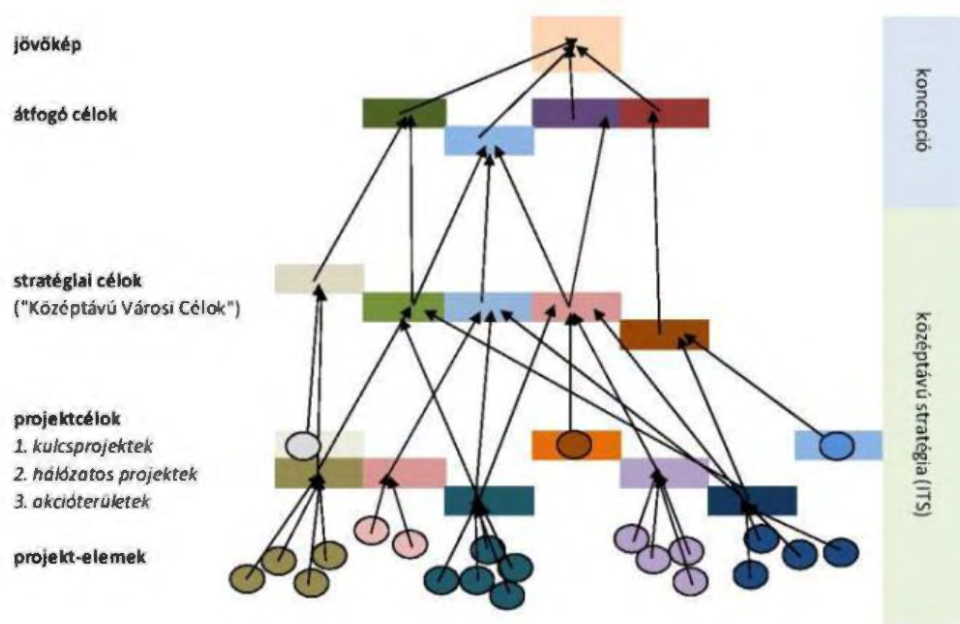 jövőkép
átfogó célok
stratégiai célok
("Középtávú Városi Célok")
projektcélok
1. kulcsprojektek
2. hálózatos projektek
3. akcióterületek
projekt-elemek
koncepció
középtávú stratégia (ITS)